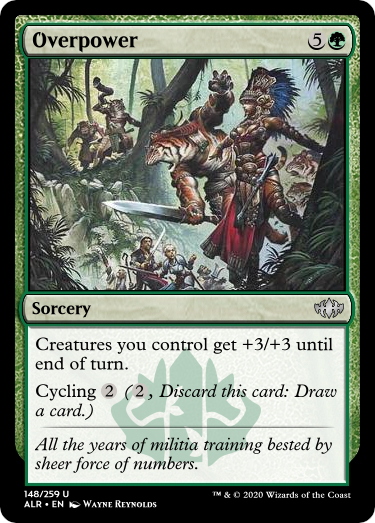 Overpower 5
Sorcery
Creatures you control get +3/+3 until
end of turn.
Cycling 2 (2, Discard this card: Draw
a card.)
All the years of militia training bested by
sheer force of numbers.
148/259 U
ALR • EN Wayne Reynolds
™ & © 2020 Wizards of the Coast